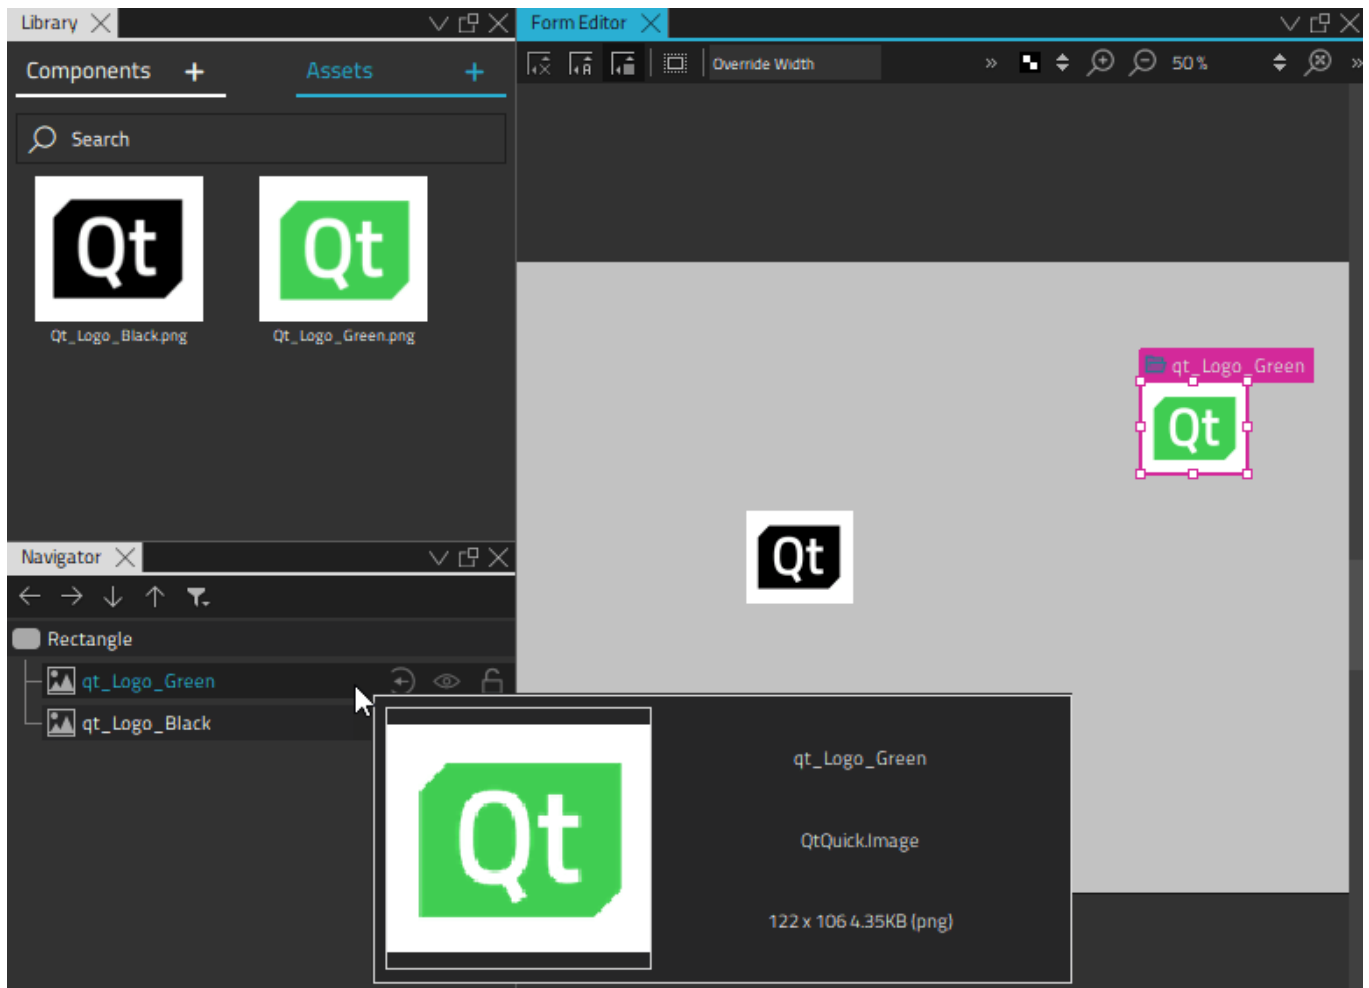 Library
Components +
Assets +
Search
Qt
Qt_Logo_Black.png
Qt
Qt_Logo_Green.png
Navigator
Rectangle
qt_Logo_Green
qt_Logo_Black
Form Editor
Override Width
50%
qt_Logo_Green
Qt
Qt
Qt
qt_Logo_Green
QtQuick.Image
122 x 106 4.35KB (png)